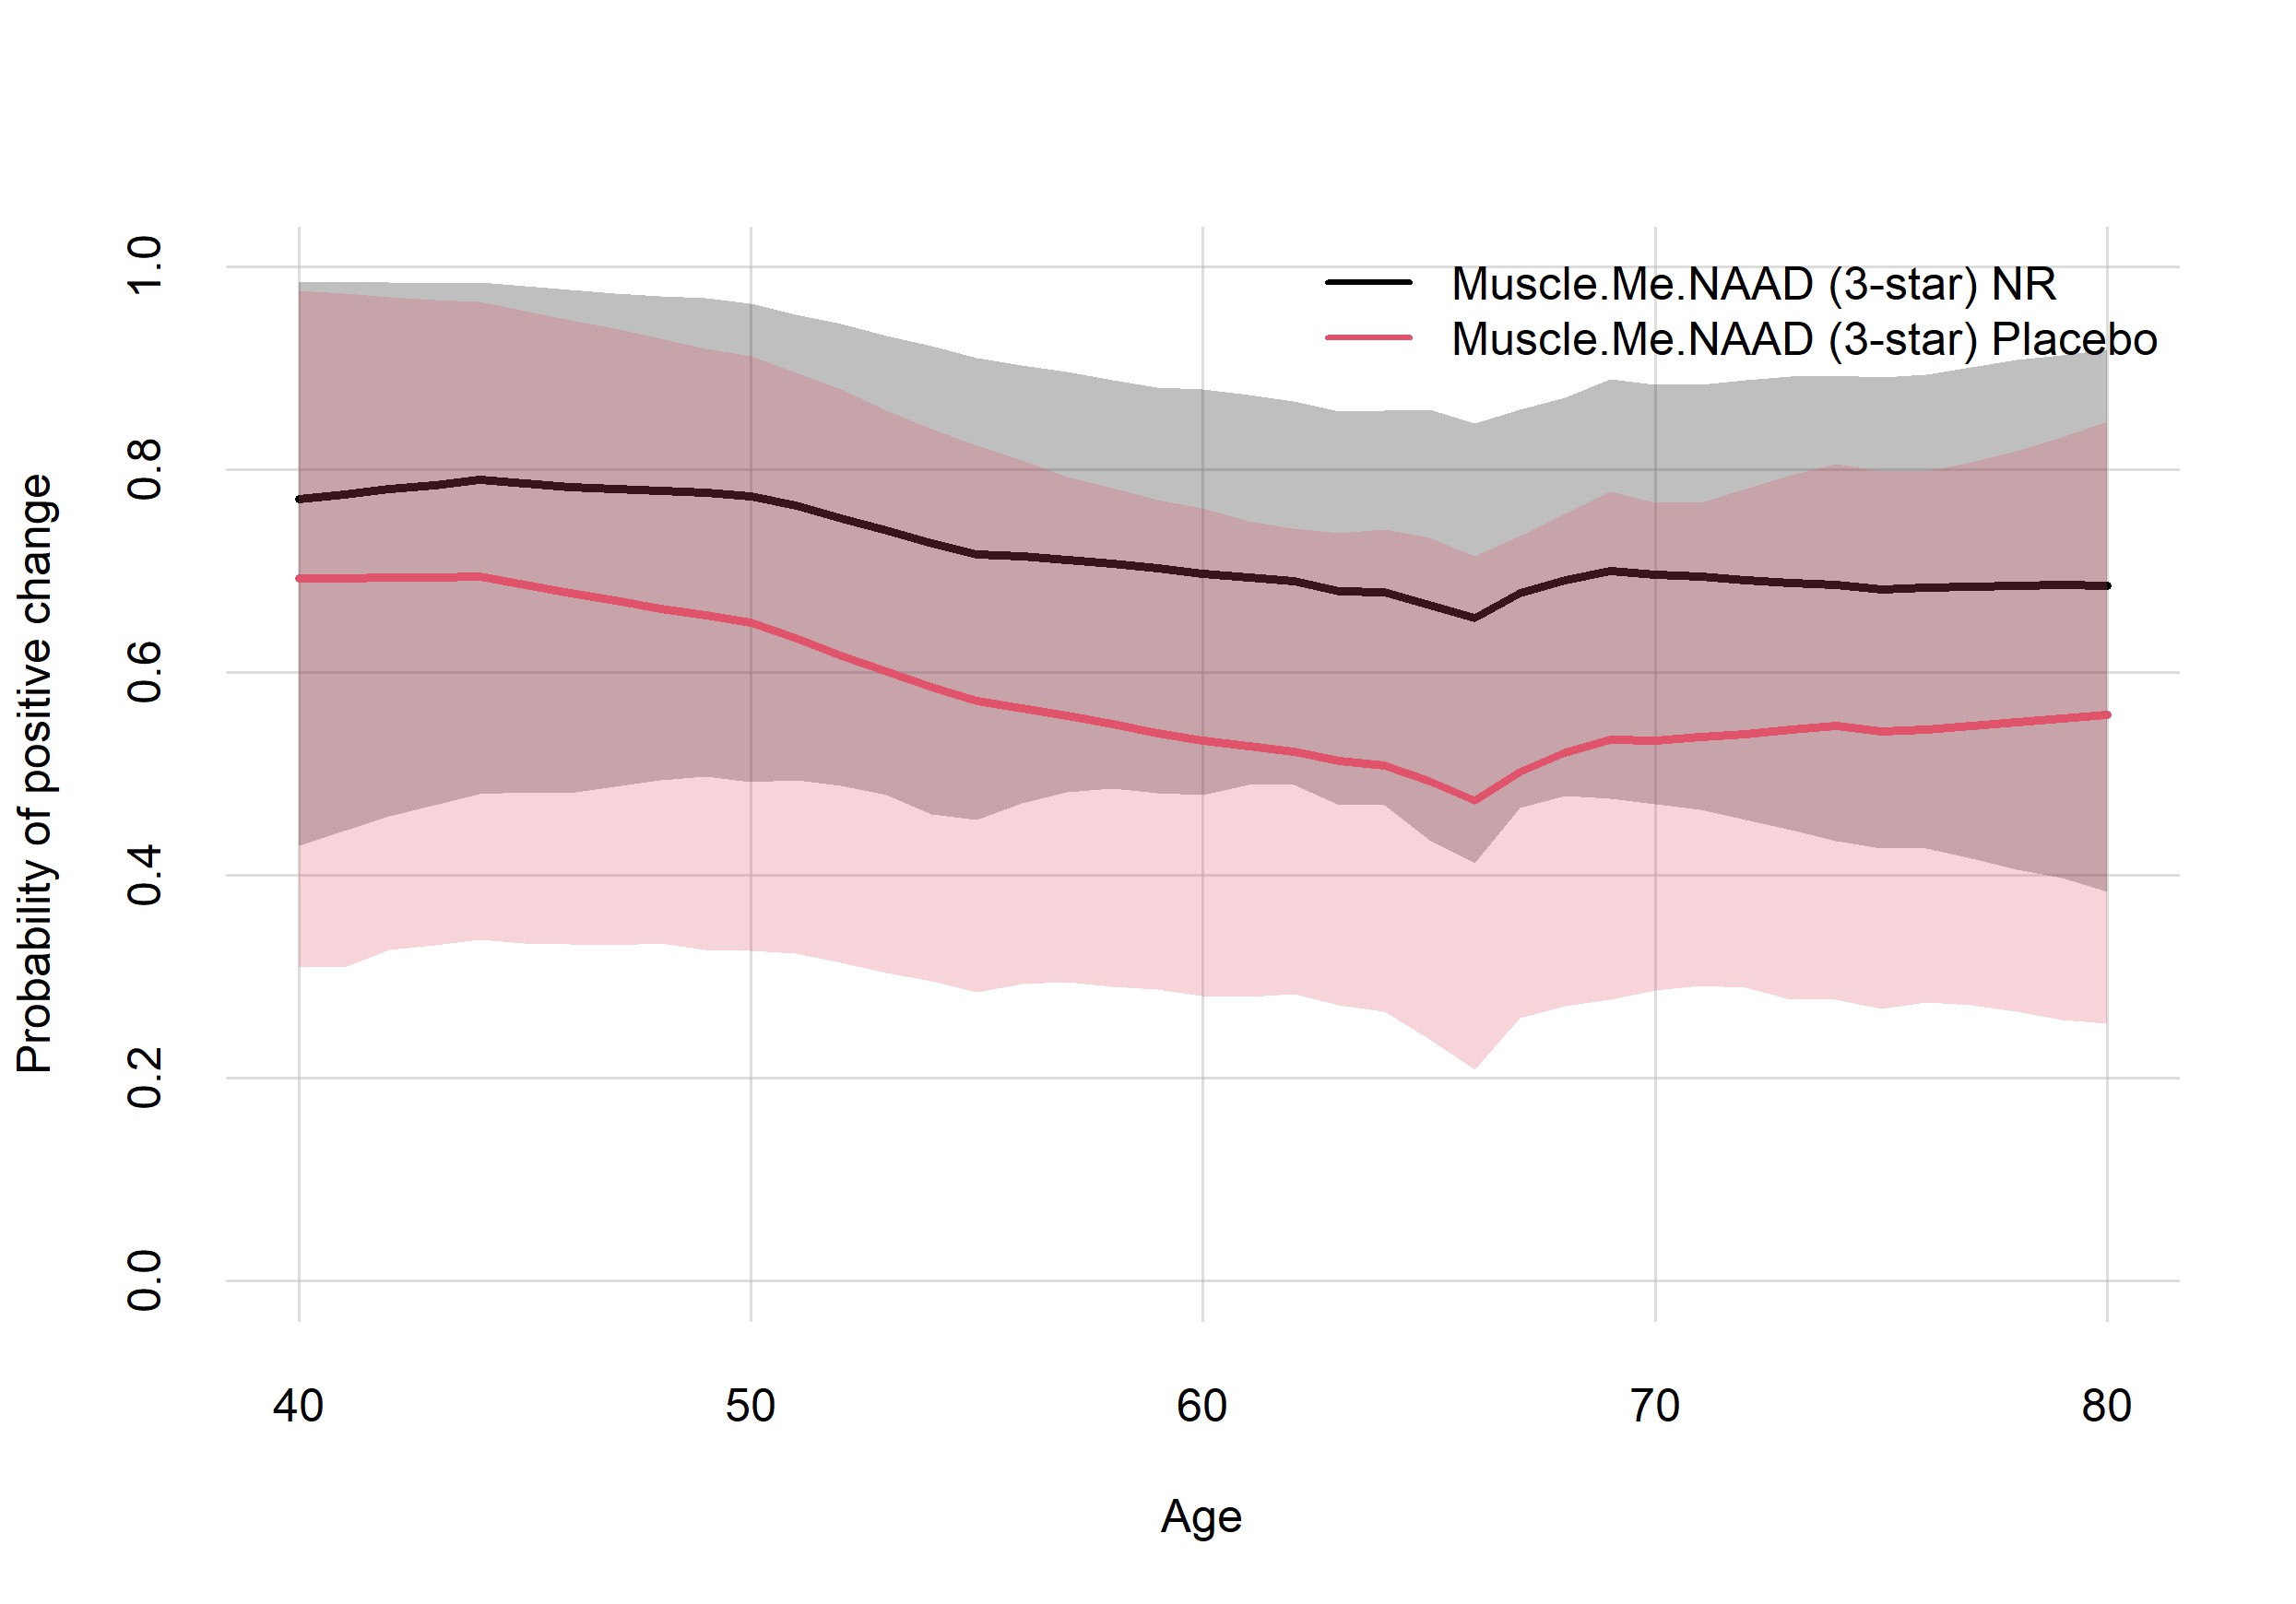 Muscle.Me.NAAD (3-star) NR
Muscle.Me.NAAD (3-star) Placebo
Probability of positive change
1.0
0.8
0.6
0.4
0.2
0.0
40 50 60 70 80
Age